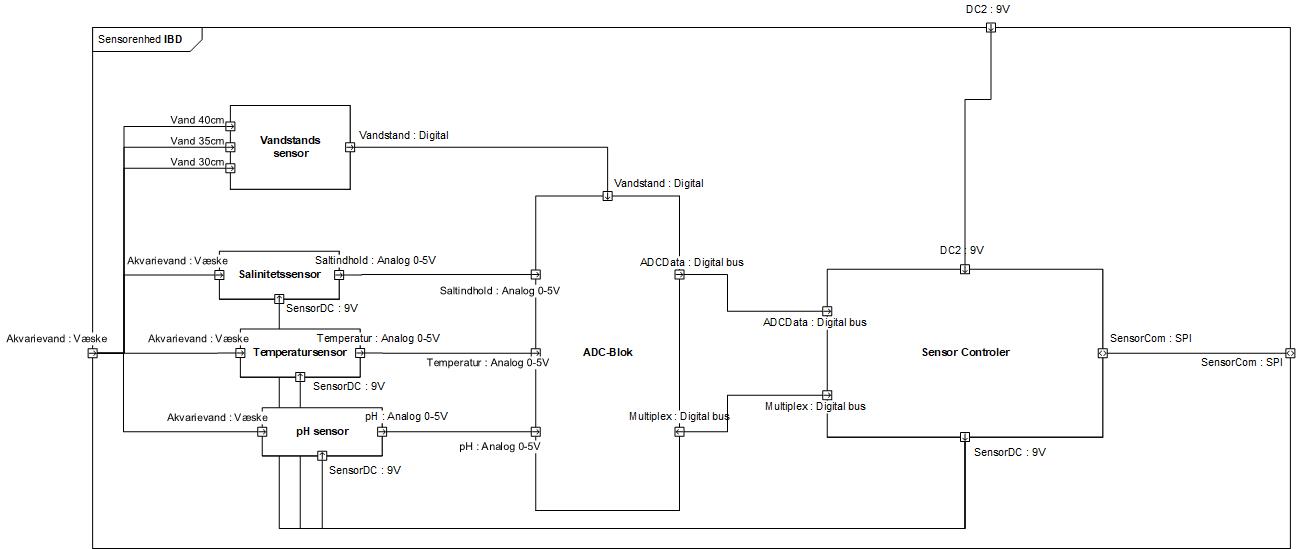 DC2 : 9V
Sensorenhed IBD
Vand 40cm
Vand 35cm
Vand 30cm
Vandstands
sensor
Vandstand : Digital
Vandstand : Digital
Akvarievand : Væske
Salinitetssensor
Saltindhold : Analog 0-5V
Saltindhold : Analog 0-5V
SensorDC : 9V
ADCData : Digital bus
DC2 : 9V
ADCData : Digital bus
Akvarievand : Væske
Akvarievand : Væske
Temperatursensor
Temperatur : Analog 0-5V
Temperatur : Analog 0-5V
SensorDC : 9V
ADC-Blok
Sensor Controler
SensorCom : SPI
SensorCom : SPI
Akvarievand : Væske
pH sensor
pH : Analog 0-5V
pH : Analog 0-5V
SensorDC : 9V
Multiplex : Digital bus
Multiplex : Digital bus
SensorDC : 9V